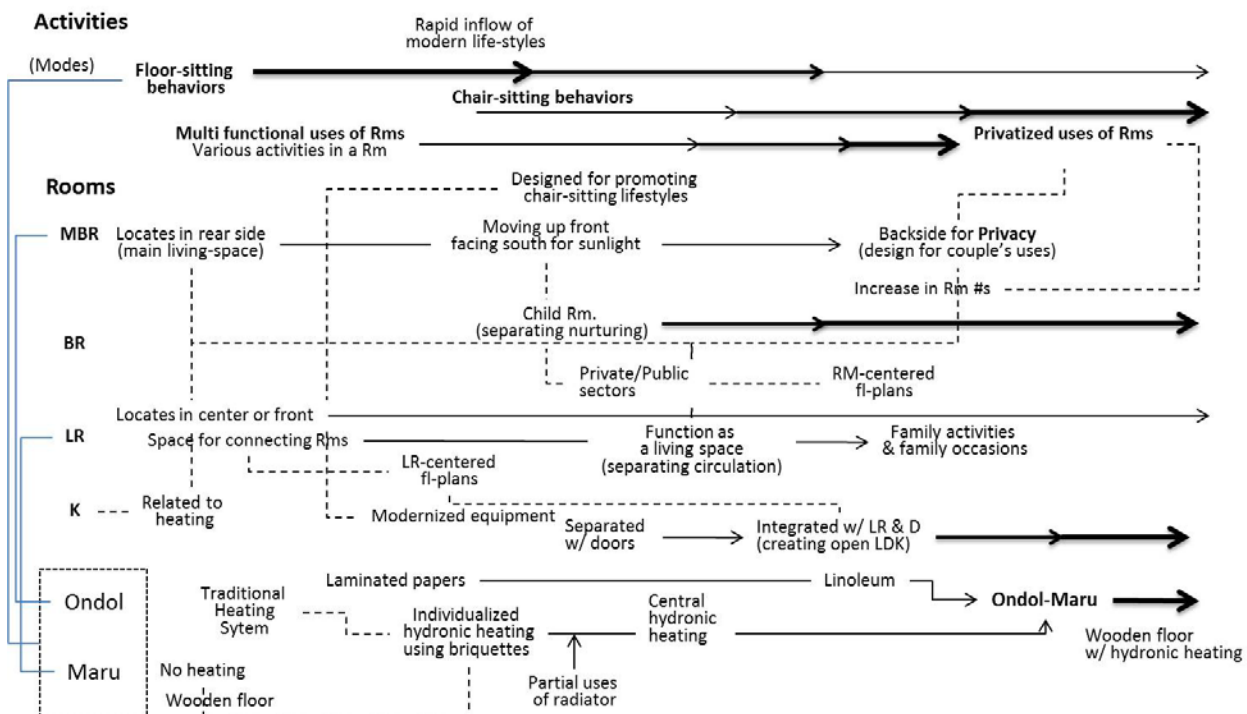 Activities
Rapid inflow of
modern life-styles
(Modes)
Floor-sitting
behaviors
Chair-sitting behaviors
Multi functional uses of Rms
Various activities in a Rm
Privatized uses of Rms
Rooms
Designed for promoting
chair-sitting lifestyles
MBR
Locates in rear side
(main living-space)
Moving up front
facing south for sunlight
Backside for Privacy
(design for couple's uses)
Increase in Rm #s
BR
Child Rm.
(separating nurturing)
Private/Public
sectors
RM-centered
fl-plans
Locates in center or front
LR
Space for connecting Rms
Function as
a living space
(separating circulation)
Family activities
& family occasions
LR-centered
fl-plans
K
Related to
heating
Modernized equipment
Separated
w/ doors
Integrated w/ LR & D
(creating open LDK)
Laminated papers
Linoleum
Ondol
Traditional
Heating
Sytem
Individualized
hydronic heating
using briquettes
Central
hydronic
heating
Ondol-Maru
Wooden floor
w/ hydronic heating
Maru
No heating
Wooden floor
Partial uses
of radiator